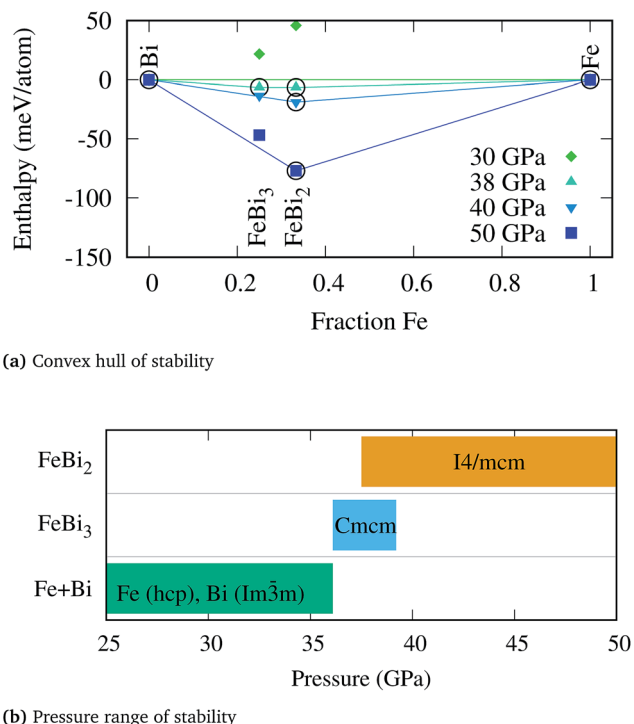 50
0
-50
-100
-150
Enthalpy (meV/atom)
Bi
Fe
FeBi₃
FeBi₂
30 GPa
38 GPa
40 GPa
50 GPa
0 0.2 0.4 0.6 0.8 1
Fraction Fe
(a) Convex hull of stability
FeBi₂
I4/mcm
FeBi₃
Cmcm
Fe+Bi
Fe (hcp), Bi (Im3̄m)
25 30 35 40 45 50
Pressure (GPa)
(b) Pressure range of stability